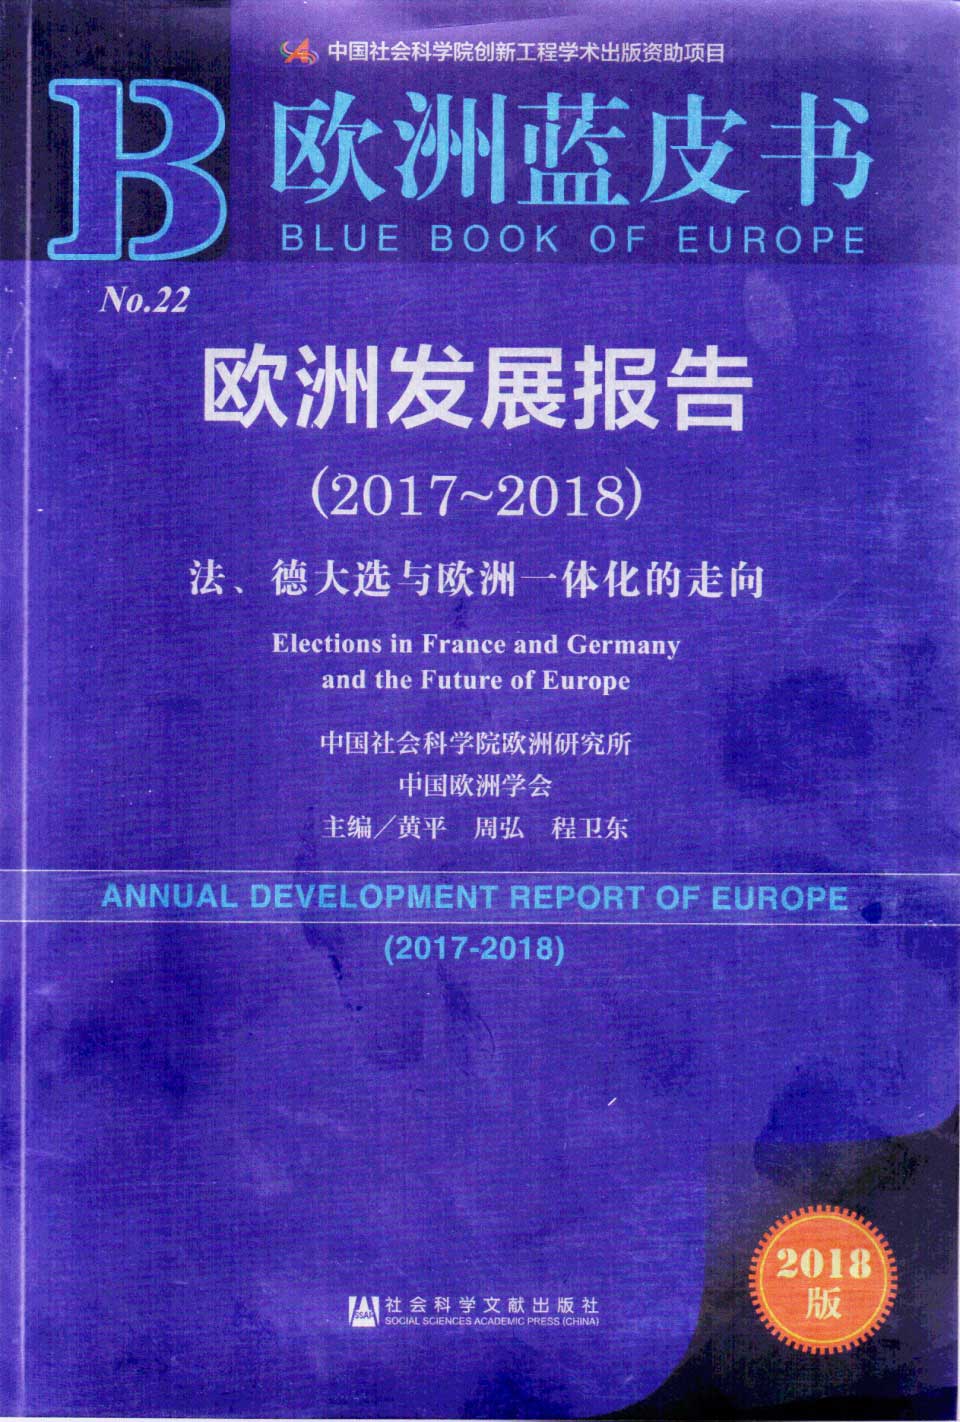 中国社会科学院创新工程学术出版资助项目
B
欧洲蓝皮书
BLUE BOOK OF EUROPE
No.22
欧洲发展报告
(2017~2018)
法、德大选与欧洲一体化的走向
Elections in France and Germany
and the Future of Europe
中国社会科学院欧洲研究所
中国欧洲学会
主编／黄平 周弘 程卫东
ANNUAL DEVELOPMENT REPORT OF EUROPE
(2017-2018)
2018
版
SSAP
社会科学文献出版社
SOCIAL SCIENCES ACADEMIC PRESS (CHINA)